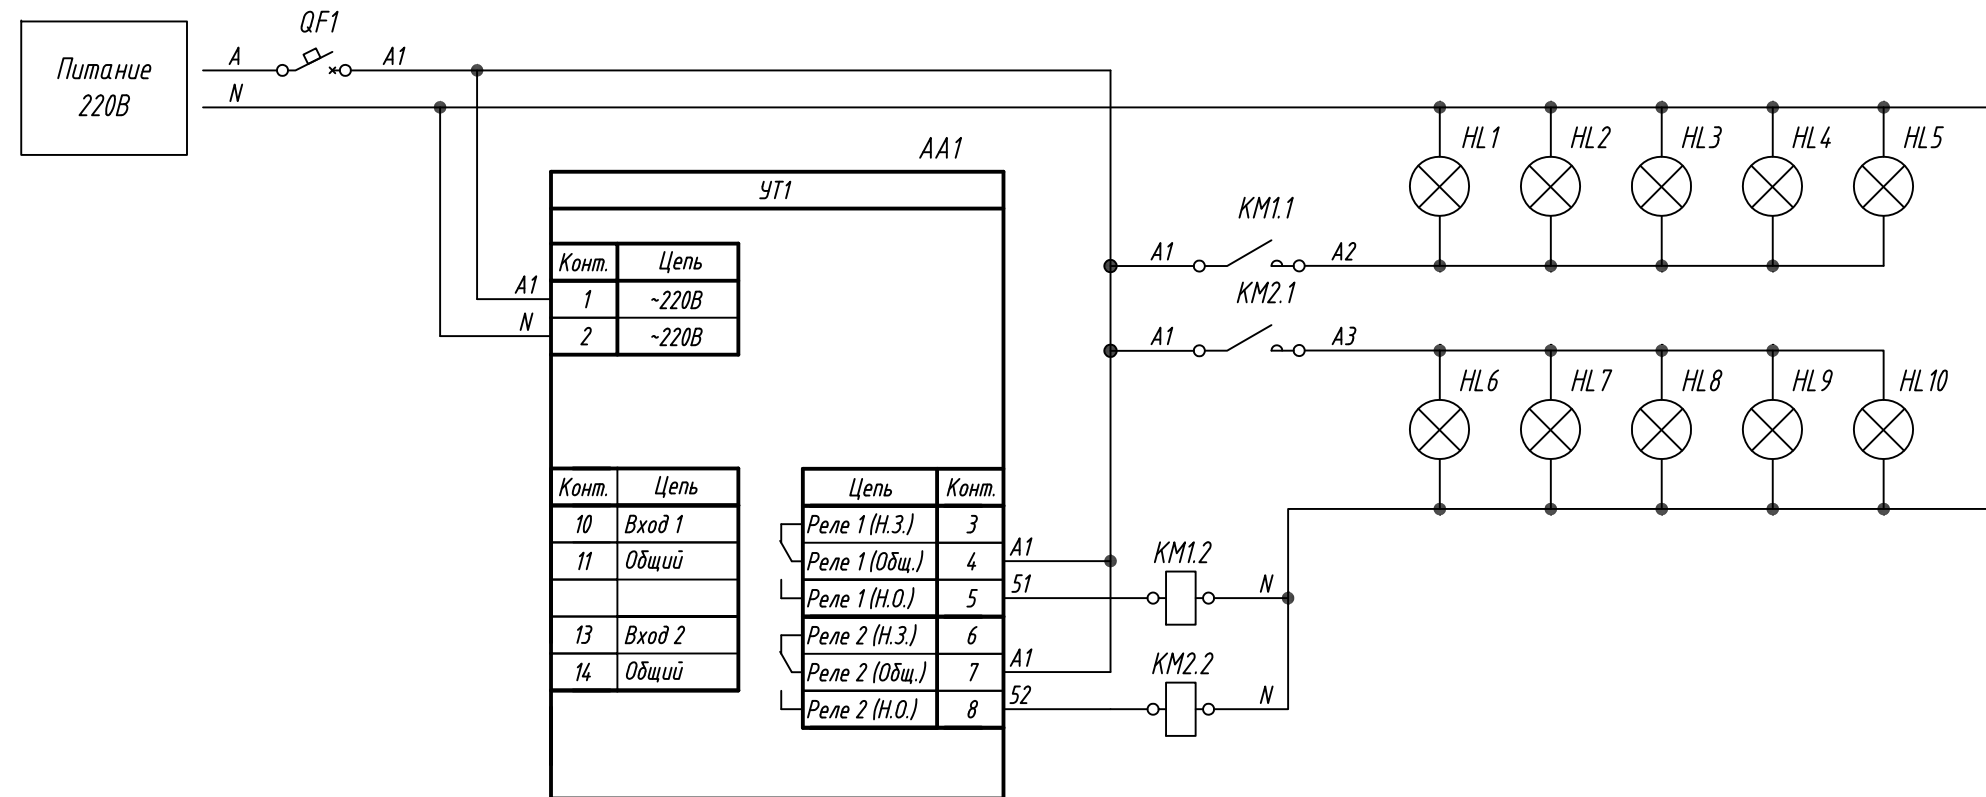 Питание
220В
QF1
A
A1
N
AA1
УТ1
Конт.
Цепь
A1
1
~220В
N
2
~220В
Конт.
Цепь
10
Вход 1
11
Общий
13
Вход 2
14
Общий
Цепь
Конт.
Реле 1 (Н.З.)
3
Реле 1 (Общ.)
4
A1
Реле 1 (Н.О.)
5
51
Реле 2 (Н.З.)
6
Реле 2 (Общ.)
7
A1
Реле 2 (Н.О.)
8
52
KM1.1
A1
A2
KM2.1
A1
A3
KM1.2
N
KM2.2
N
HL1
HL2
HL3
HL4
HL5
HL6
HL7
HL8
HL9
HL10